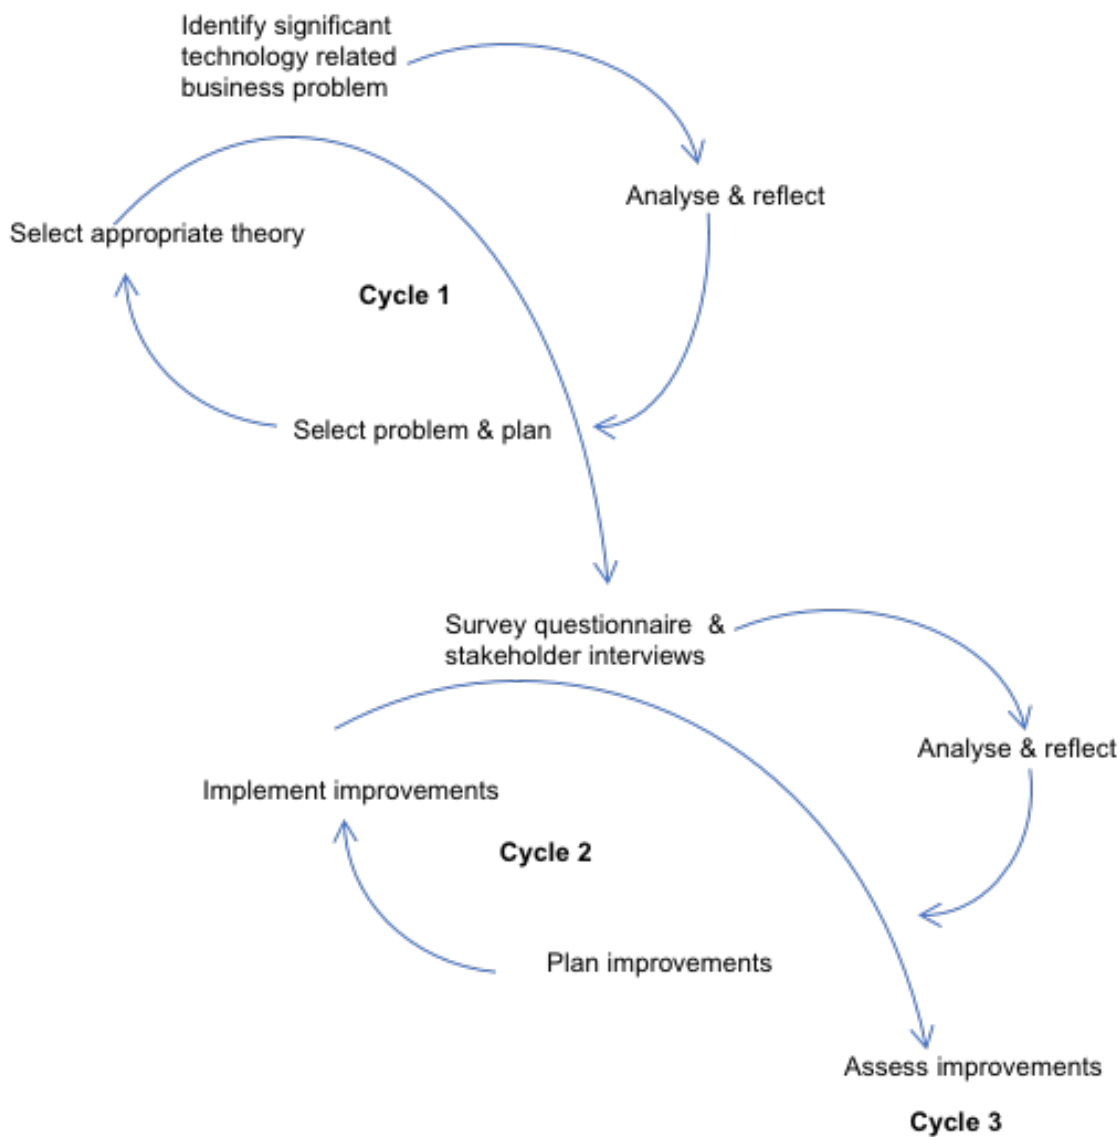 Identify significant
technology related
business problem
Analyse & reflect
Select appropriate theory
Cycle 1
Select problem & plan
Survey questionnaire  &
stakeholder interviews
Analyse & reflect
Implement improvements
Cycle 2
Plan improvements
Assess improvements
Cycle 3